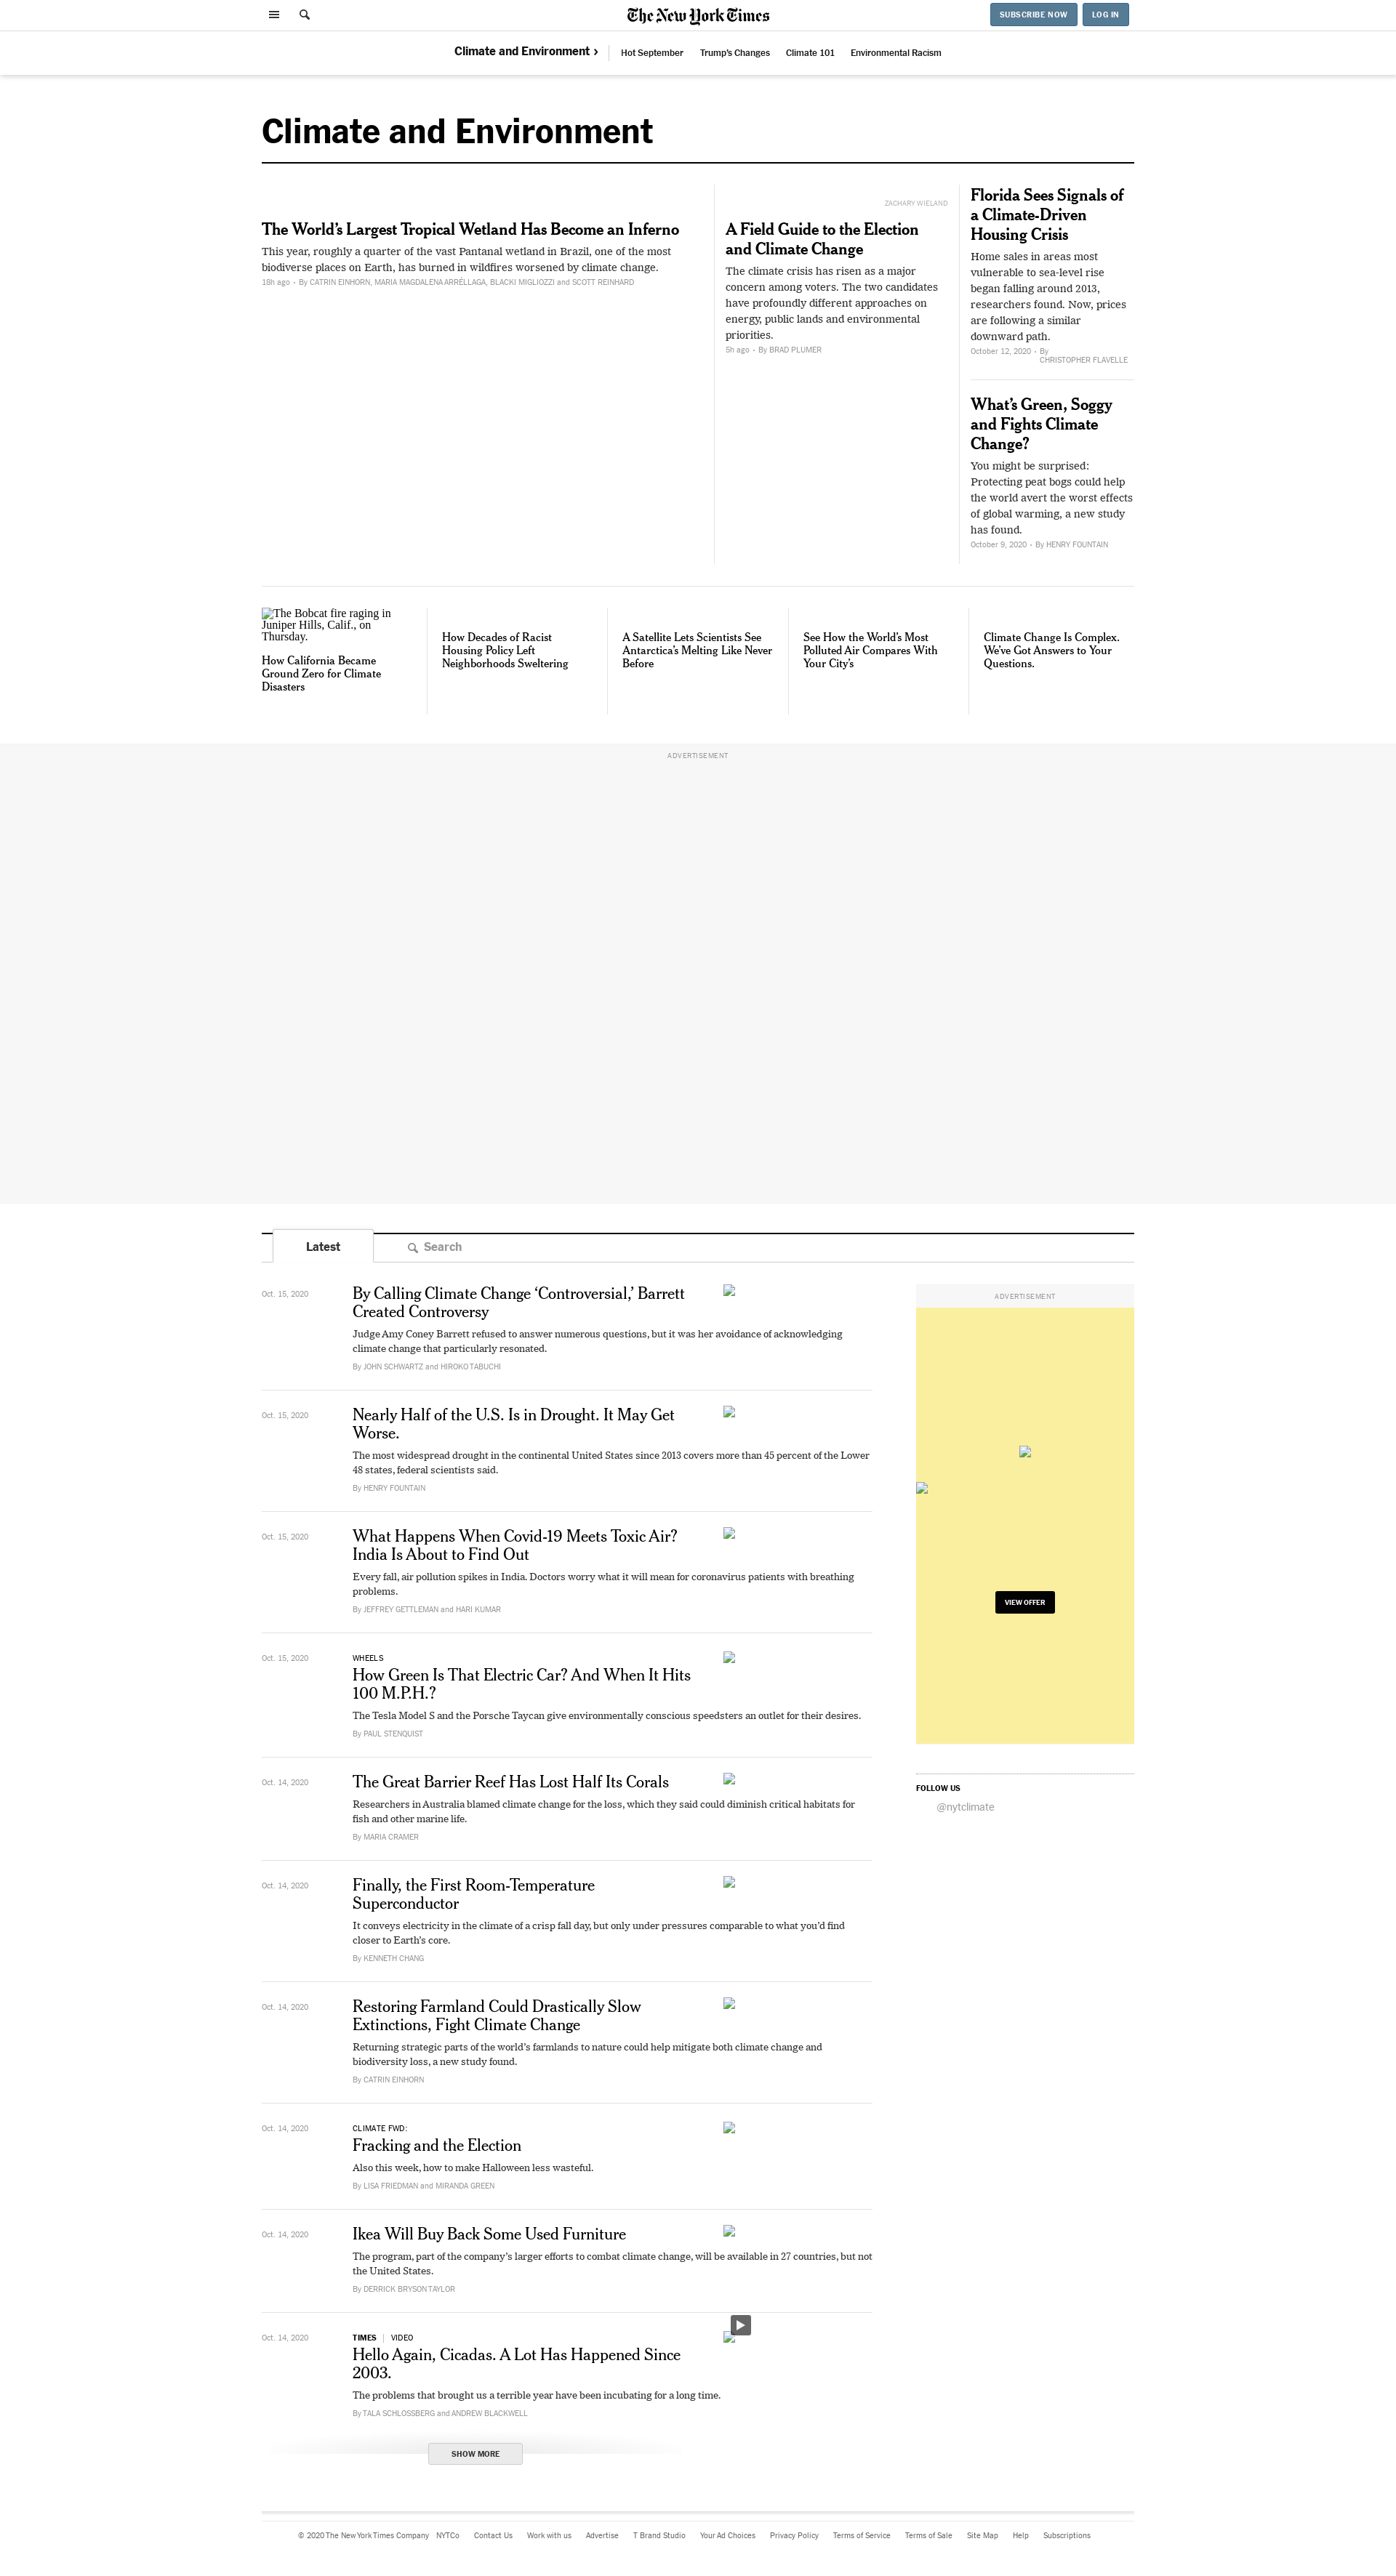 The New York Times
SUBSCRIBE NOW
LOG IN
Climate and Environment ›
Hot September
Trump's Changes
Climate 101
Environmental Racism
Climate and Environment
The World's Largest Tropical Wetland Has Become an Inferno
This year, roughly a quarter of the vast Pantanal wetland in Brazil, one of the most
biodiverse places on Earth, has burned in wildfires worsened by climate change.
18h ago • By CATRIN EINHORN, MARIA MAGDALENA ARRÉLLAGA, BLACKI MIGLIOZZI and SCOTT REINHARD
ZACHARY WIELAND
A Field Guide to the Election
and Climate Change
The climate crisis has risen as a major
concern among voters. The two candidates
have profoundly different approaches on
energy, public lands and environmental
priorities.
5h ago • By BRAD PLUMER
Florida Sees Signals of
a Climate-Driven
Housing Crisis
Home sales in areas most
vulnerable to sea-level rise
began falling around 2013,
researchers found. Now, prices
are following a similar
downward path.
October 12, 2020 • By
CHRISTOPHER FLAVELLE
What's Green, Soggy
and Fights Climate
Change?
You might be surprised:
Protecting peat bogs could help
the world avert the worst effects
of global warming, a new study
has found.
October 9, 2020 • By HENRY FOUNTAIN
The Bobcat fire raging in
Juniper Hills, Calif., on
Thursday.
How California Became
Ground Zero for Climate
Disasters
How Decades of Racist
Housing Policy Left
Neighborhoods Sweltering
A Satellite Lets Scientists See
Antarctica's Melting Like Never
Before
See How the World's Most
Polluted Air Compares With
Your City's
Climate Change Is Complex.
We've Got Answers to Your
Questions.
ADVERTISEMENT
Latest
Search
Oct. 15, 2020
By Calling Climate Change 'Controversial,' Barrett
Created Controversy
Judge Amy Coney Barrett refused to answer numerous questions, but it was her avoidance of acknowledging
climate change that particularly resonated.
By JOHN SCHWARTZ and HIROKO TABUCHI
Oct. 15, 2020
Nearly Half of the U.S. Is in Drought. It May Get
Worse.
The most widespread drought in the continental United States since 2013 covers more than 45 percent of the Lower
48 states, federal scientists said.
By HENRY FOUNTAIN
Oct. 15, 2020
What Happens When Covid-19 Meets Toxic Air?
India Is About to Find Out
Every fall, air pollution spikes in India. Doctors worry what it will mean for coronavirus patients with breathing
problems.
By JEFFREY GETTLEMAN and HARI KUMAR
Oct. 15, 2020
WHEELS
How Green Is That Electric Car? And When It Hits
100 M.P.H.?
The Tesla Model S and the Porsche Taycan give environmentally conscious speedsters an outlet for their desires.
By PAUL STENQUIST
Oct. 14, 2020
The Great Barrier Reef Has Lost Half Its Corals
Researchers in Australia blamed climate change for the loss, which they said could diminish critical habitats for
fish and other marine life.
By MARIA CRAMER
Oct. 14, 2020
Finally, the First Room-Temperature
Superconductor
It conveys electricity in the climate of a crisp fall day, but only under pressures comparable to what you'd find
closer to Earth's core.
By KENNETH CHANG
Oct. 14, 2020
Restoring Farmland Could Drastically Slow
Extinctions, Fight Climate Change
Returning strategic parts of the world's farmlands to nature could help mitigate both climate change and
biodiversity loss, a new study found.
By CATRIN EINHORN
Oct. 14, 2020
CLIMATE FWD:
Fracking and the Election
Also this week, how to make Halloween less wasteful.
By LISA FRIEDMAN and MIRANDA GREEN
Oct. 14, 2020
Ikea Will Buy Back Some Used Furniture
The program, part of the company's larger efforts to combat climate change, will be available in 27 countries, but not
the United States.
By DERRICK BRYSON TAYLOR
Oct. 14, 2020
TIMES | VIDEO
Hello Again, Cicadas. A Lot Has Happened Since
2003.
The problems that brought us a terrible year have been incubating for a long time.
By TALA SCHLOSSBERG and ANDREW BLACKWELL
SHOW MORE
ADVERTISEMENT
VIEW OFFER
FOLLOW US
@nytclimate
© 2020 The New York Times Company
NYTCo
Contact Us
Work with us
Advertise
T Brand Studio
Your Ad Choices
Privacy Policy
Terms of Service
Terms of Sale
Site Map
Help
Subscriptions